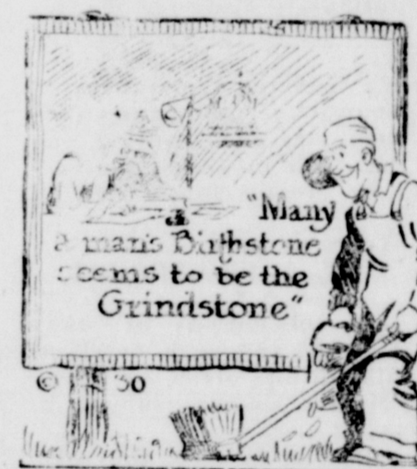 "Many
a man's Birthstone
seems to be the
Grindstone"
© 30